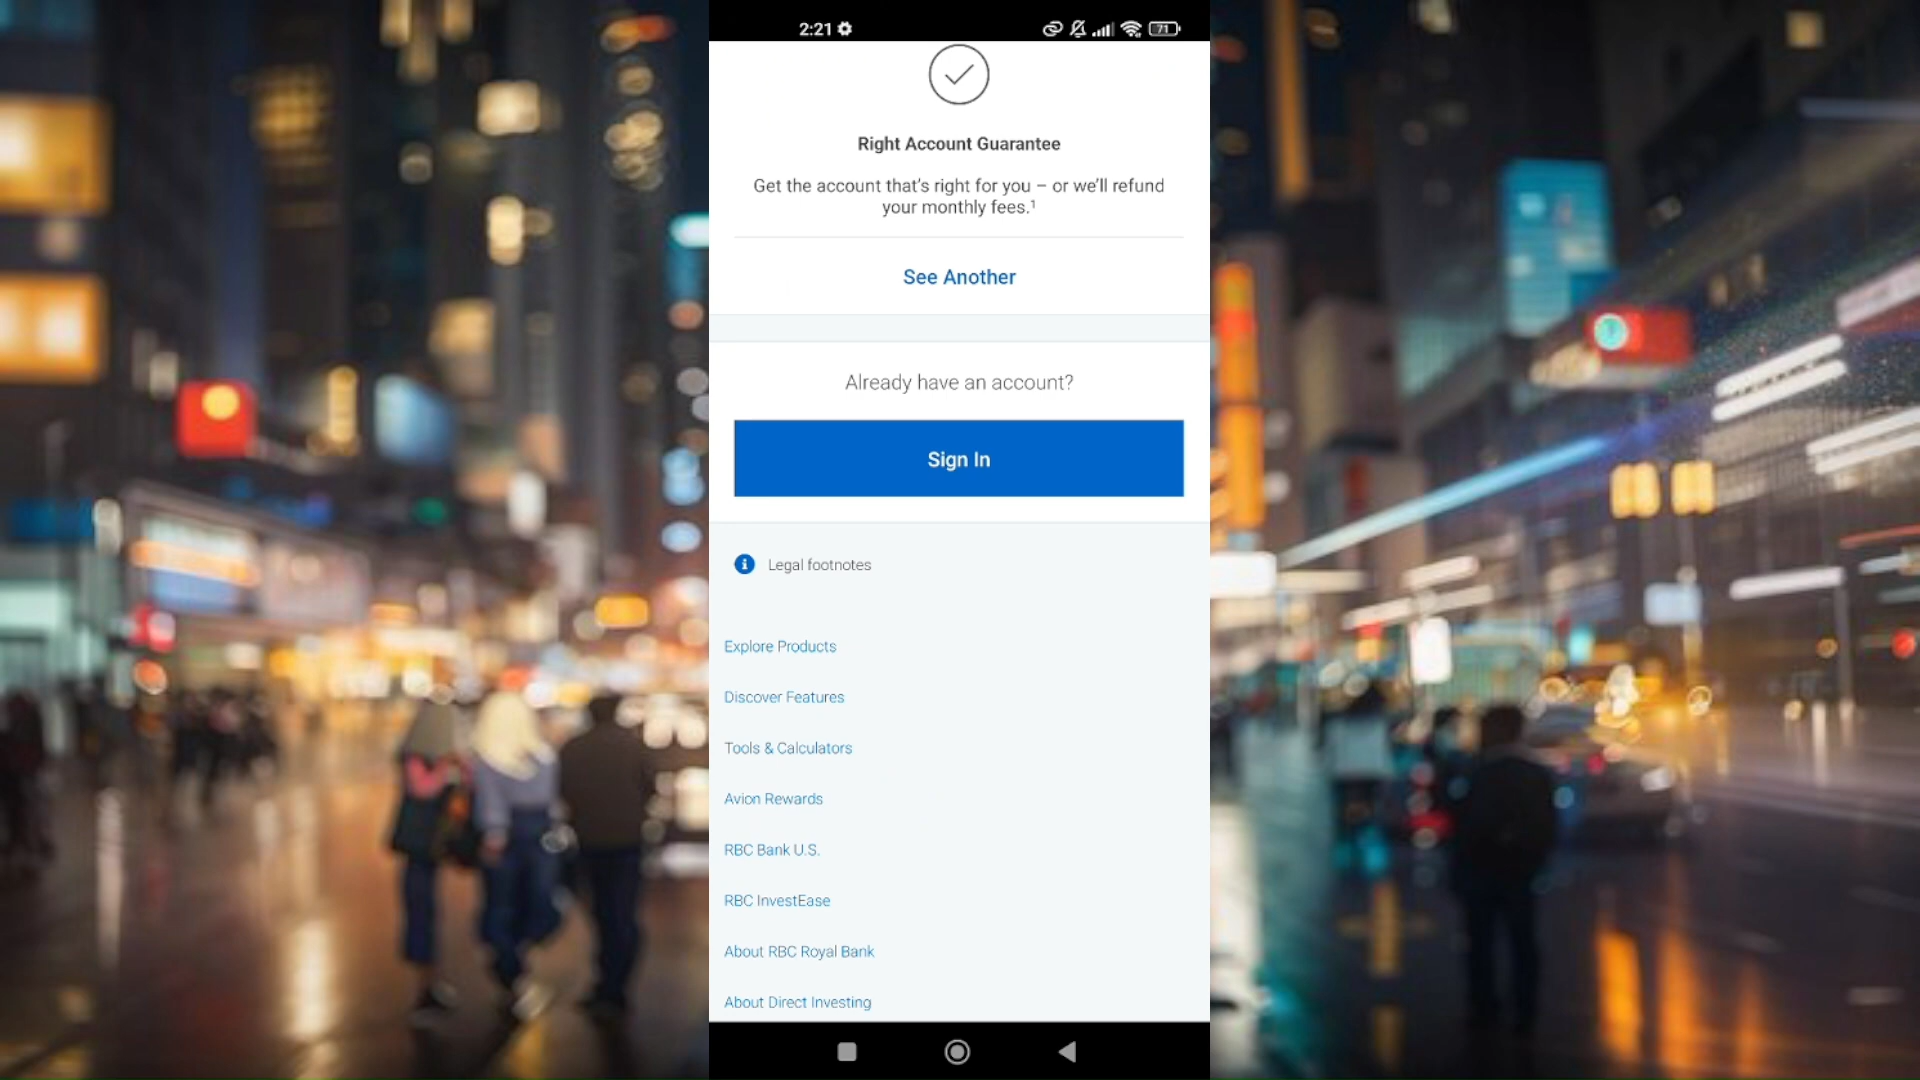 2:21
71
Right Account Guarantee
Get the account that's right for you – or we'll refund
your monthly fees.¹
See Another
Already have an account?
Sign In
Legal footnotes
Explore Products
Discover Features
Tools & Calculators
Avion Rewards
RBC Bank U.S.
RBC InvestEase
About RBC Royal Bank
About Direct Investing